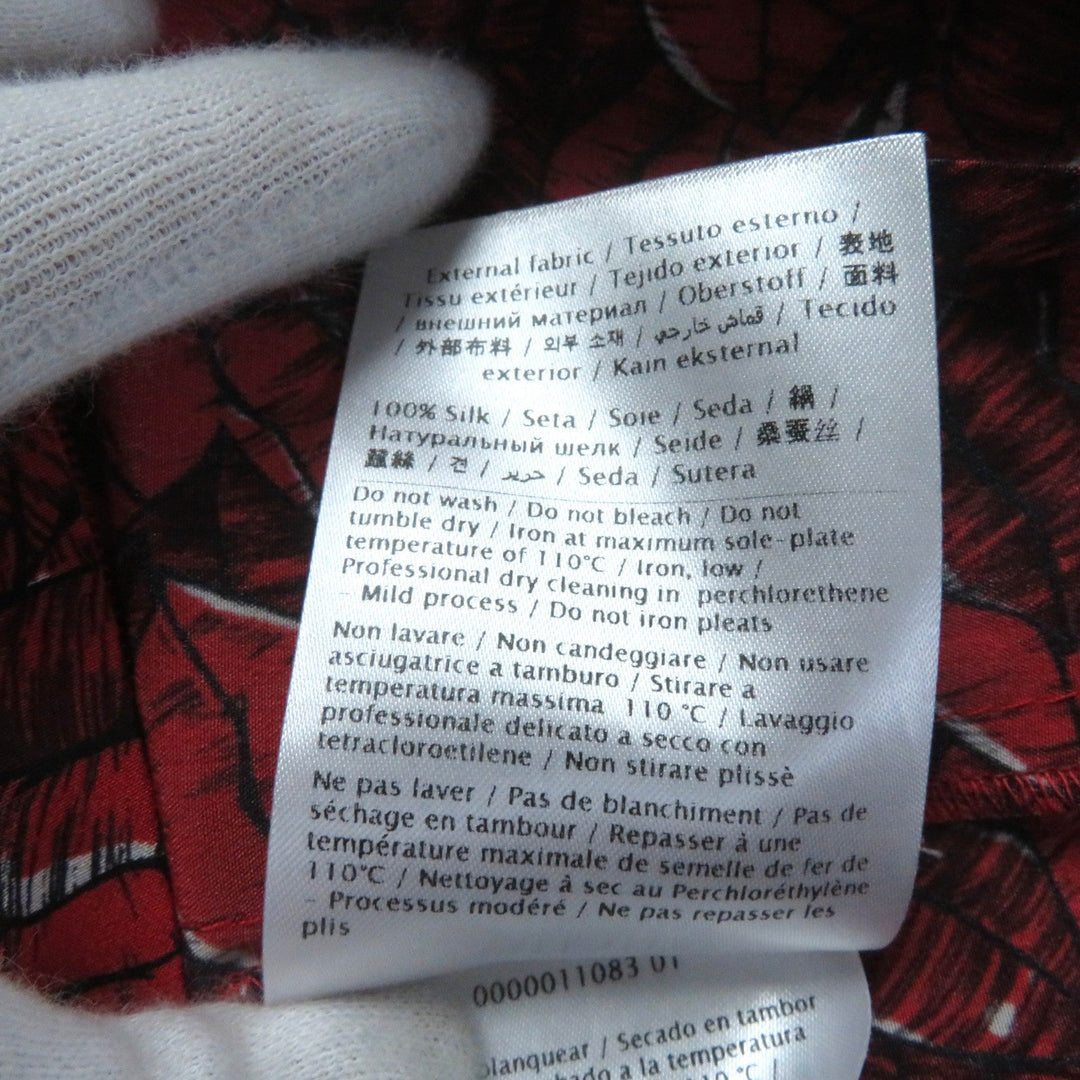 External fabric / Tessuto esterno /
Tissu extérieur / Tejido exterior / 表地
/ внешний материал / Oberstoff / 面料
/ 外部布料 / 외부 소재 / قماش خارجي / Tecido
exterior / Kain eksternal
100% Silk / Seta / Soie / Seda / 絹 /
Натуральный шелк / Seide / 桑蚕丝 /
蠶絲 / 견 / حرير / Seda / Sutera
Do not wash / Do not bleach / Do not
tumble dry / Iron at maximum sole-plate
temperature of 110°C / Iron, low /
Professional dry cleaning in perchlorethene
- Mild process / Do not iron pleats
Non lavare / Non candeggiare / Non usare
asciugatrice a tamburo / Stirare a
temperatura massima 110 °C / Lavaggio
professionale delicato a secco con
tetracloroetilene / Non stirare plissè
Ne pas laver / Pas de blanchiment / Pas de
séchage en tambour / Repasser à une
température maximale de semelle de fer de
110°C / Nettoyage à sec au Perchloréthylène
- Processus modéré / Ne pas repasser les
plis
0000011083 01
blanquear / Secado en tambor
a la temperatura
°C /